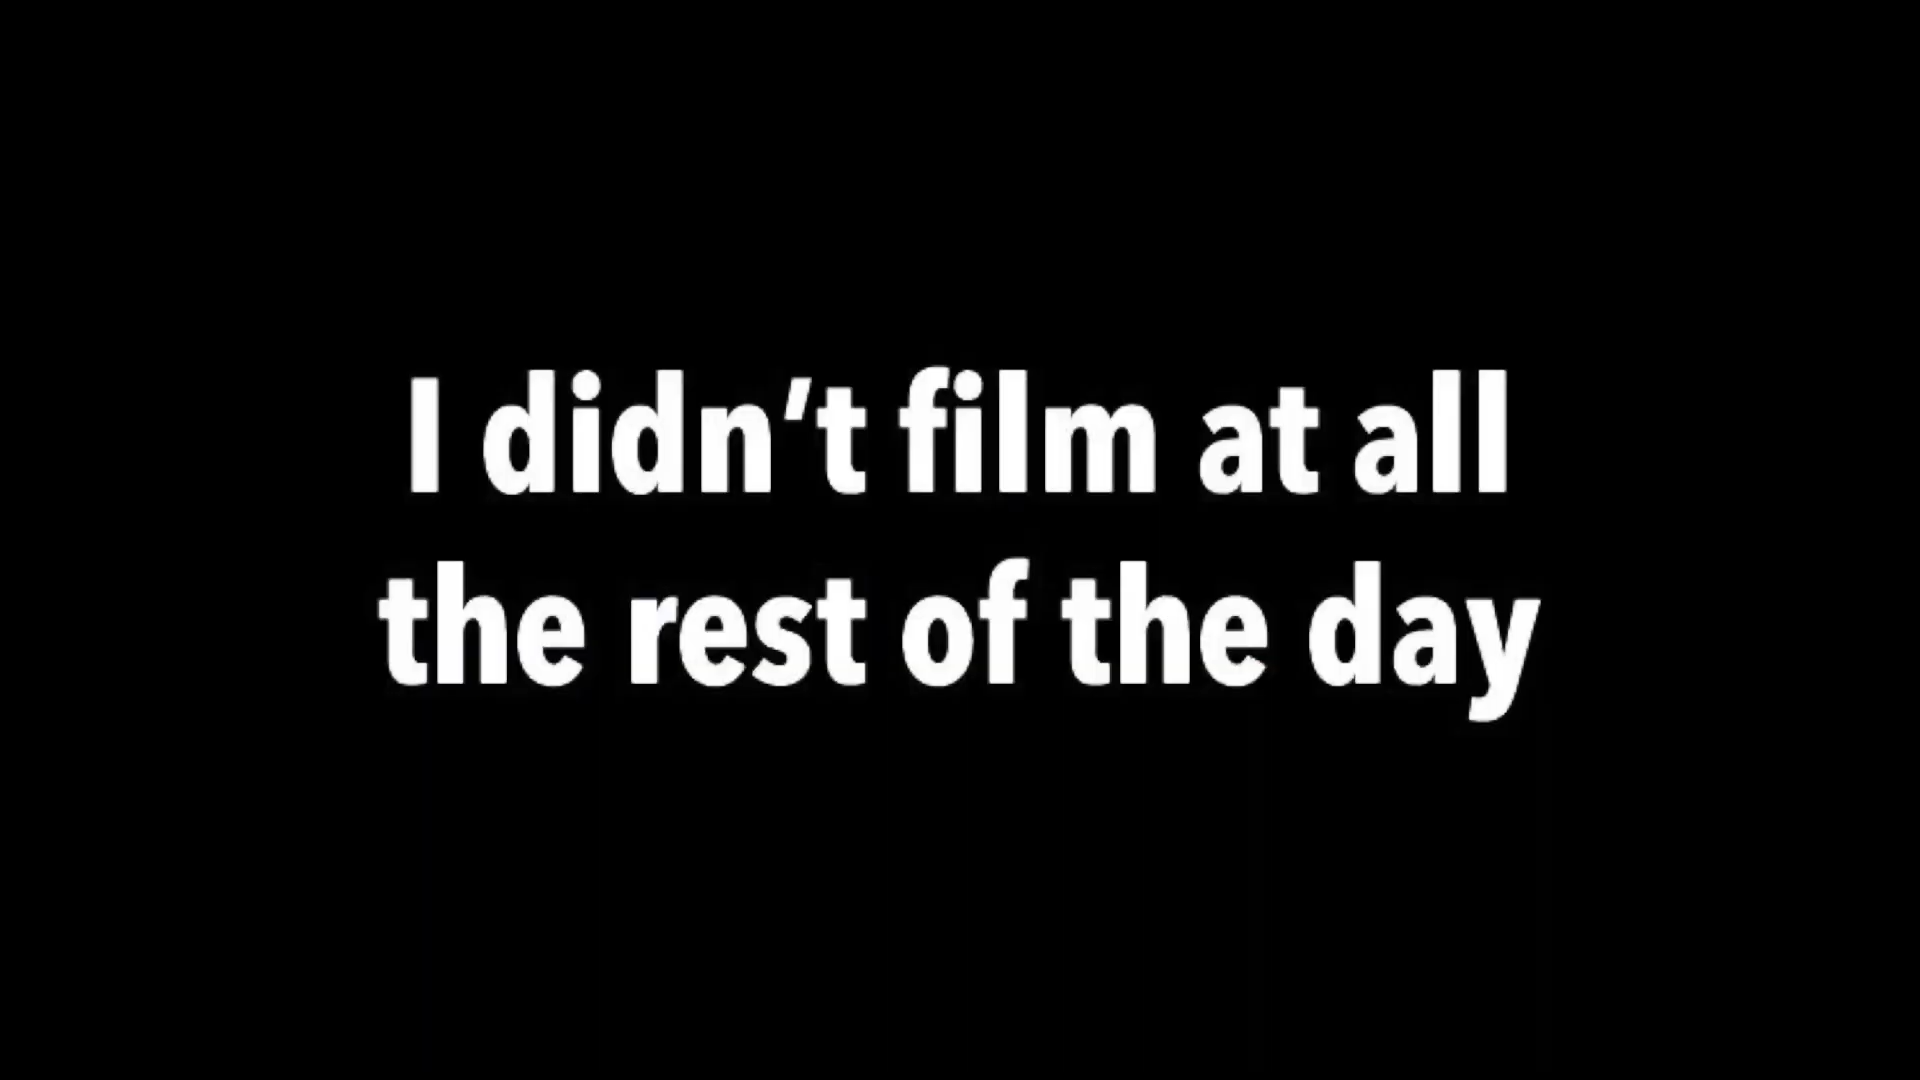 I didn’t film at all
the rest of the day